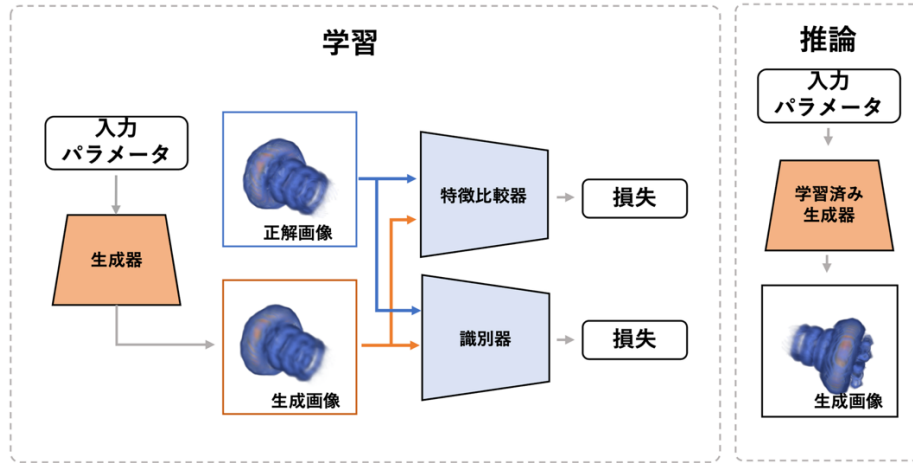 学習
入力
パラメータ
生成器
正解画像
生成画像
特徴比較器
損失
識別器
損失
推論
入力
パラメータ
学習済み
生成器
生成画像